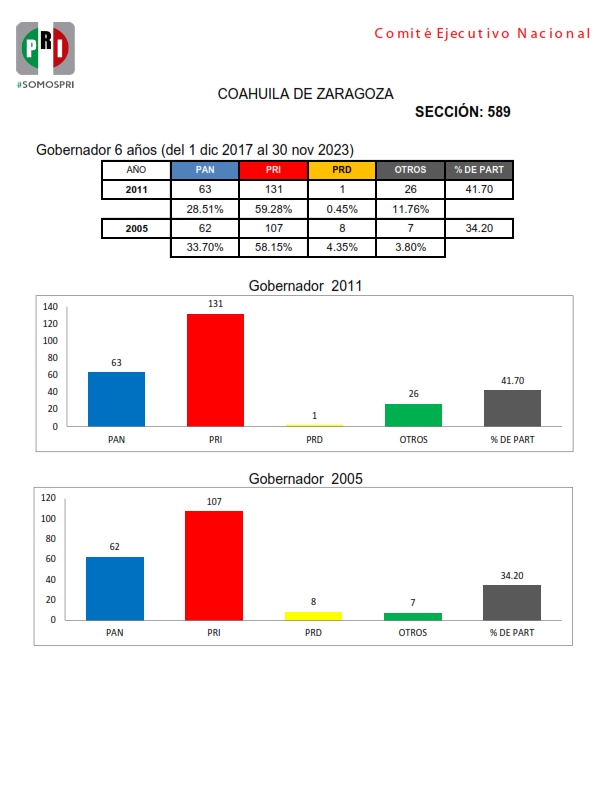 PRI
#SOMOSPRI
Comité Ejecutivo Nacional
COAHUILA DE ZARAGOZA
SECCIÓN: 589
Gobernador 6 años (del 1 dic 2017 al 30 nov 2023)
AÑO PAN PRI PRD OTROS % DE PART
2011 63 131 1 26 41.70
28.51% 59.28% 0.45% 11.76%
2005 62 107 8 7 34.20
33.70% 58.15% 4.35% 3.80%
Gobernador 2011
140
120
100
80
60
40
20
0
63 131 1 26 41.70
PAN PRI PRD OTROS % DE PART
Gobernador 2005
120
100
80
60
40
20
0
62 107 8 7 34.20
PAN PRI PRD OTROS % DE PART